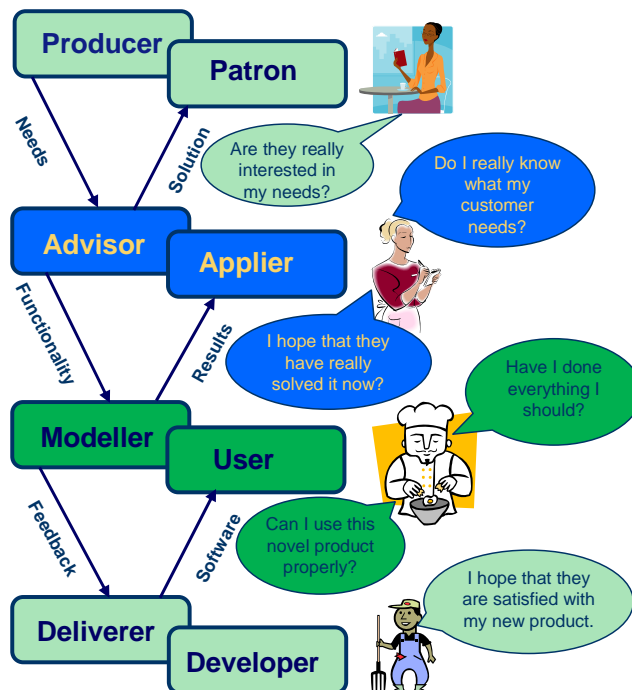 Producer
Patron
Needs
Solution
Are they really
interested in
my needs?
Do I really know
what my
customer
needs?
Advisor
Applier
Functionality
Results
I hope that they
have really
solved it now?
Have I done
everything I
should?
Modeller
User
Feedback
Software
Can I use this
novel product
properly?
I hope that they
are satisfied with
my new product.
Deliverer
Developer